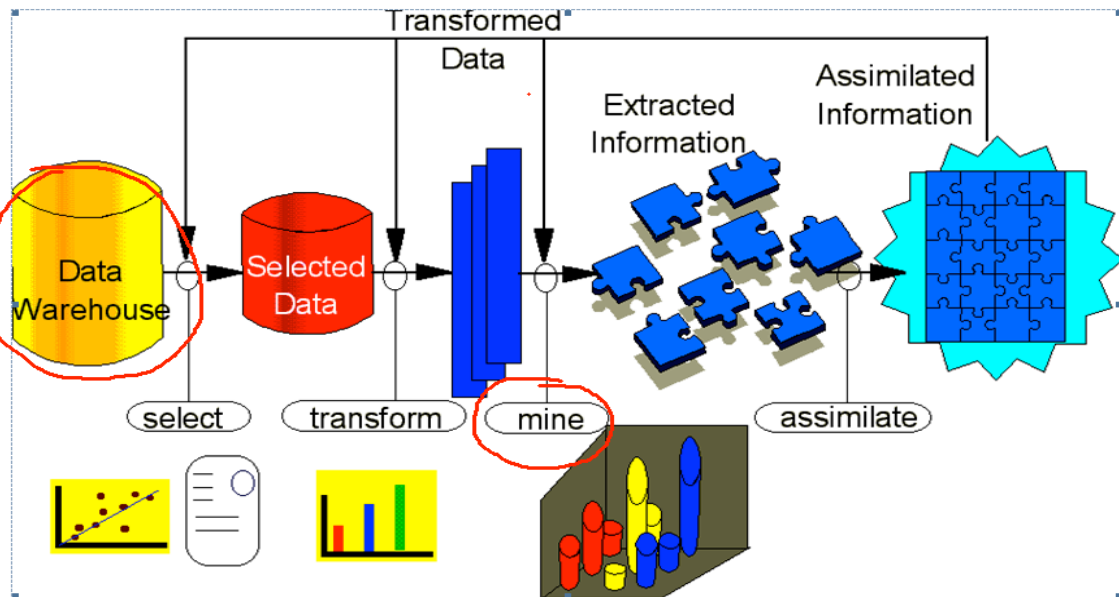 Transformed
Data
Assimilated
Information
Extracted
Information
Data
Warehouse
Selected
Data
select
transform
mine
assimilate